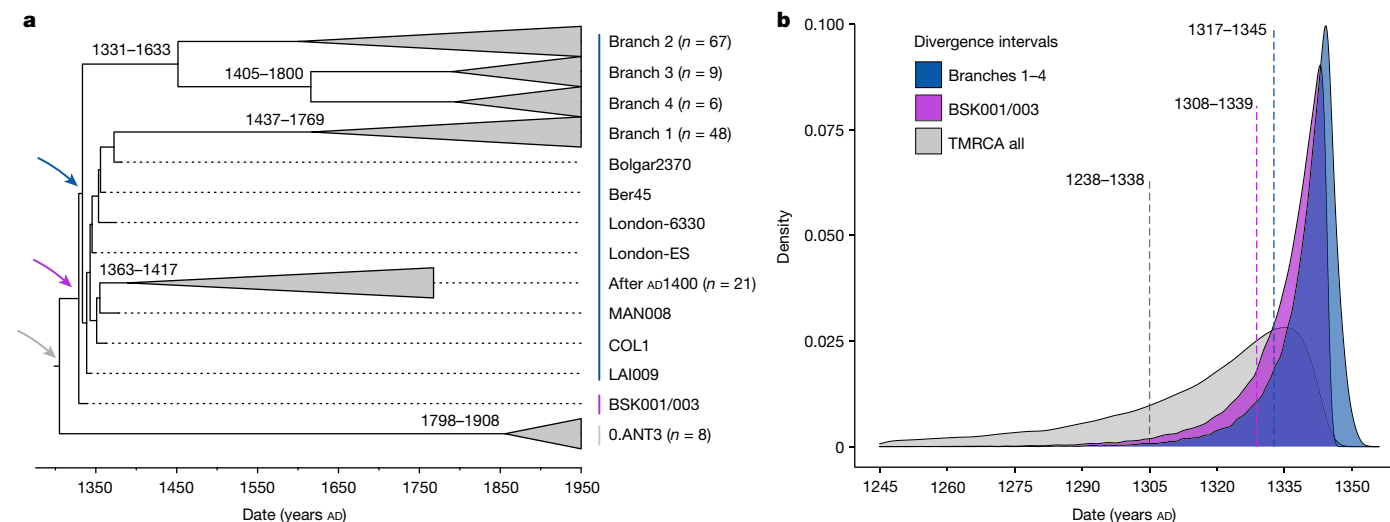 a
1331–1633
1405–1800
1437–1769
1363–1417
1798–1908
Branch 2 (n = 67)
Branch 3 (n = 9)
Branch 4 (n = 6)
Branch 1 (n = 48)
Bolgar2370
Ber45
London-6330
London-ES
After AD1400 (n = 21)
MAN008
COL1
LAI009
BSK001/003
0.ANT3 (n = 8)
1350 1450 1550 1650 1750 1850 1950
Date (years AD)
b
0.100
0.075
0.050
0.025
0
Density
Divergence intervals
Branches 1–4
BSK001/003
TMRCA all
1317–1345
1308–1339
1238–1338
1245 1260 1275 1290 1305 1320 1335 1350
Date (years AD)